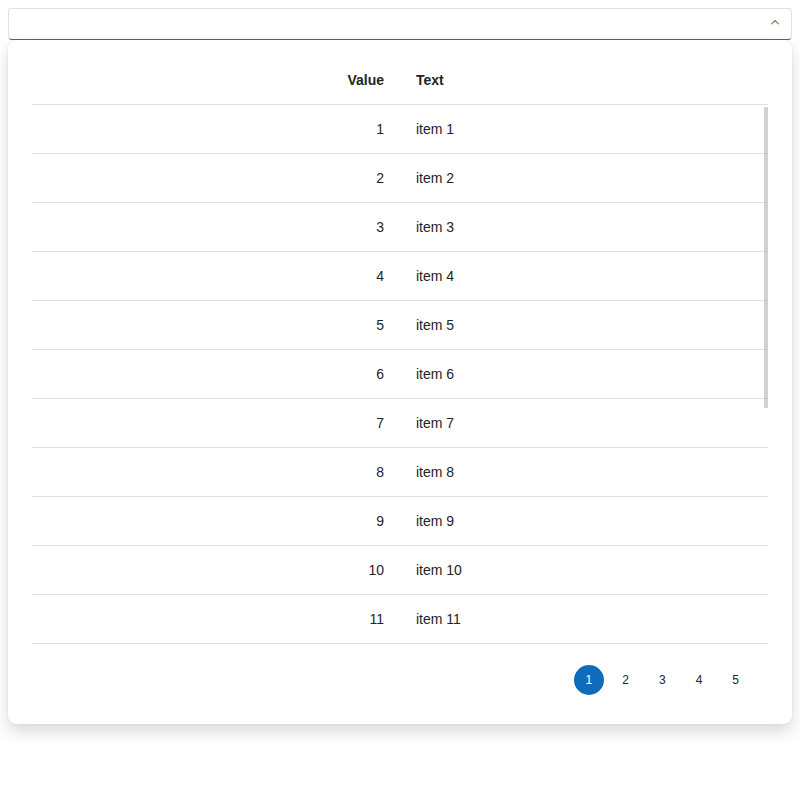 Value Text
1 item 1
2 item 2
3 item 3
4 item 4
5 item 5
6 item 6
7 item 7
8 item 8
9 item 9
10 item 10
11 item 11
1 2 3 4 5